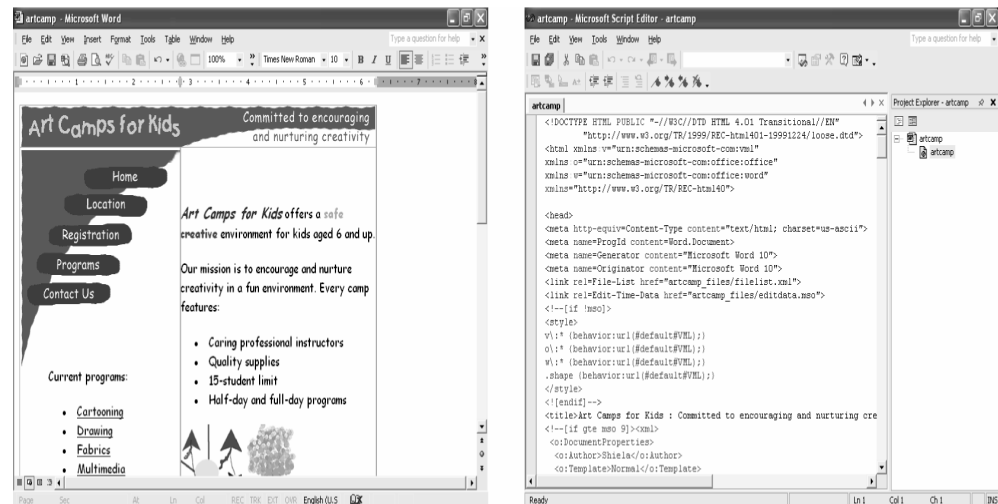 artcamp - Microsoft Word
File Edit View Insert Format Tools Table Window Help
Type a question for help
100%
Times New Roman
10
B I U
Art Camps for Kids
Committed to encouraging
and nurturing creativity
Home
Location
Registration
Programs
Contact Us
Current programs:
• Cartooning
• Drawing
• Fabrics
• Multimedia
Art Camps for Kids offers a safe
creative environment for kids aged 6 and up.
Our mission is to encourage and nurture
creativity in a fun environment. Every camp
features:
• Caring professional instructors
• Quality supplies
• 15-student limit
• Half-day and full-day programs
Page Sec At Ln Col REC TRK EXT OVR English (U.S
artcamp - Microsoft Script Editor - artcamp
File Edit View Tools Window Help
Type a question for help
artcamp
<!DOCTYPE HTML PUBLIC "-//W3C//DTD HTML 4.01 Transitional//EN"
"http://www.w3.org/TR/1999/REC-html401-19991224/loose.dtd">
<html xmlns v="urn:schemas-microsoft-com:vml"
xmlns o="urn:schemas-microsoft-com:office:office"
xmlns w="urn:schemas-microsoft-com:office:word"
xmlns="http://www.w3.org/TR/REC-html40">
<head>
<meta http-equiv=Content-Type content="text/html; charset=us-ascii">
<meta name=ProgId content=Word.Document>
<meta name=Generator content="Microsoft Word 10">
<meta name=Originator content="Microsoft Word 10">
<link rel=File-List href="artcamp_files/filelist.xml">
<link rel=Edit-Time-Data href="artcamp_files/editdata.mso">
<!--[if !mso]>
<style>
v\:* {behavior:url(#default#VML);}
o\:* {behavior:url(#default#VML);}
w\:* {behavior:url(#default#VML);}
.shape {behavior:url(#default#VML);}
</style>
<![endif]-->
<title>Art Camps for Kids : Committed to encouraging and nurturing cre
<!--[if gte mso 9]><xml>
<o:DocumentProperties>
<o:Author>Shiela</o:Author>
<o:Template>Normal</o:Template>
Project Explorer - artcamp
artcamp
artcamp
Ready
Ln 1 Col 1 Ch 1 INS